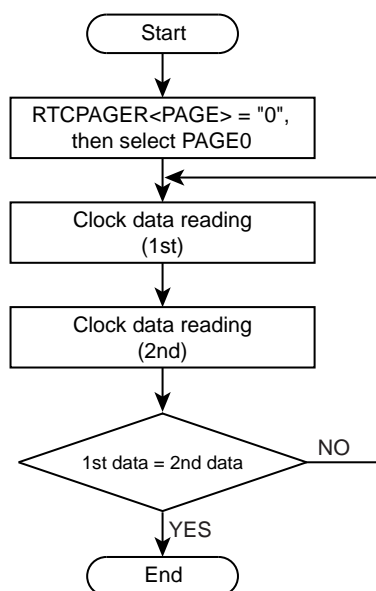 Start
RTCPAGER<PAGE> = "0",
then select PAGE0
Clock data reading
(1st)
Clock data reading
(2nd)
1st data = 2nd data
NO
YES
End